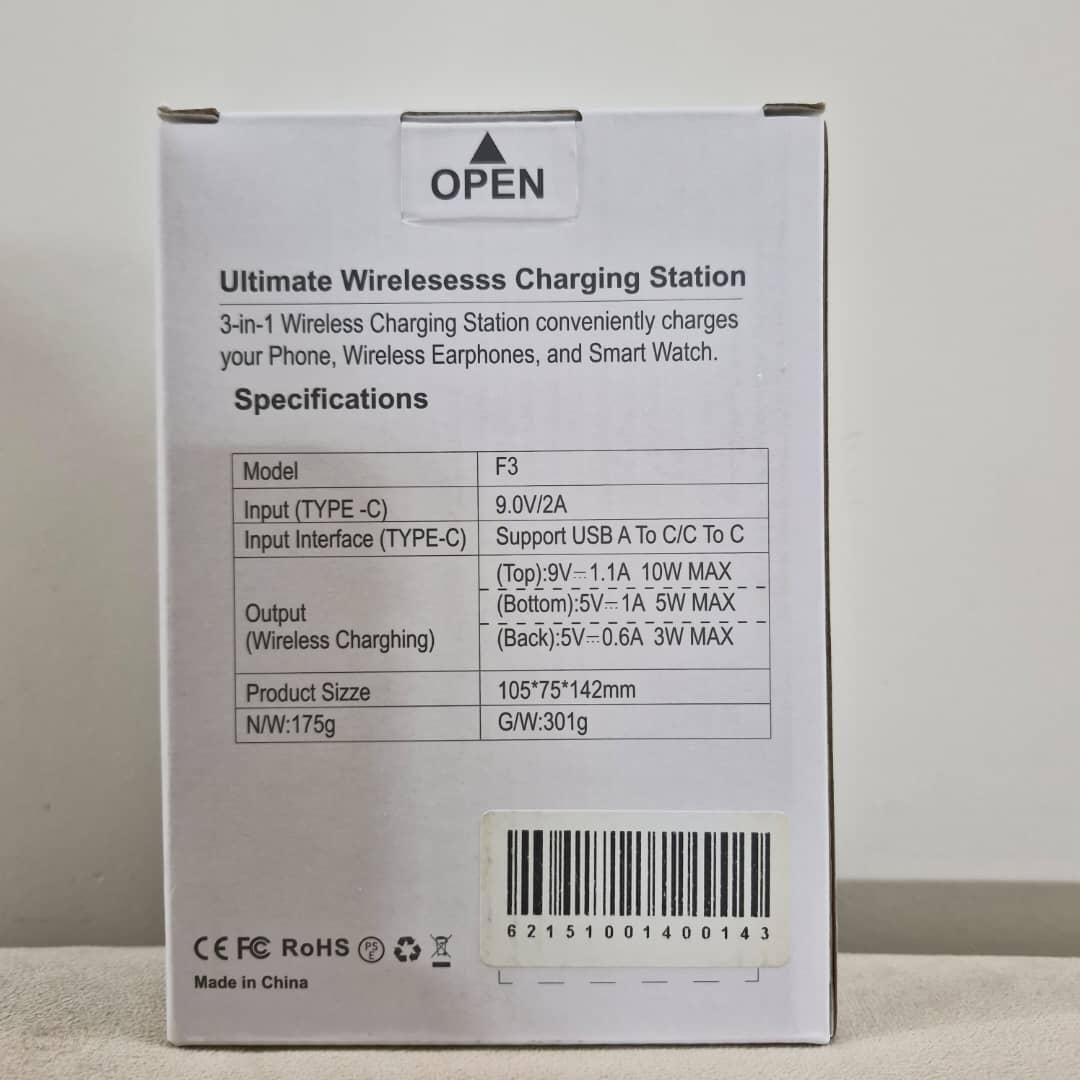 OPEN
Ultimate Wirelesesss Charging Station
3-in-1 Wireless Charging Station conveniently charges
your Phone, Wireless Earphones, and Smart Watch.
Specifications
Model F3
Input (TYPE -C) 9.0V/2A
Input Interface (TYPE-C) Support USB A To C/C To C
Output
(Wireless Charghing)
(Top):9V⎓1.1A 10W MAX
(Bottom):5V⎓1A 5W MAX
(Back):5V⎓0.6A 3W MAX
Product Sizze 105*75*142mm
N/W:175g G/W:301g
62151001400143
CE FC RoHS PSE
Made in China